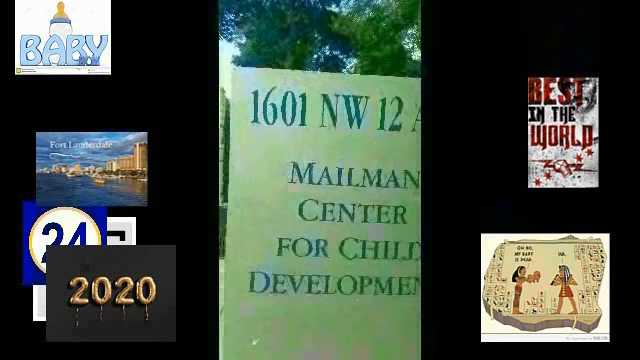 BABY
Fort Lauderdale
24
2020
1601 NW 12 A
MAILMAN
CENTER
FOR CHILD
DEVELOPMEN
BEST
IN THE
WORLD
OH NO,
MY BABY
IS DEAD.